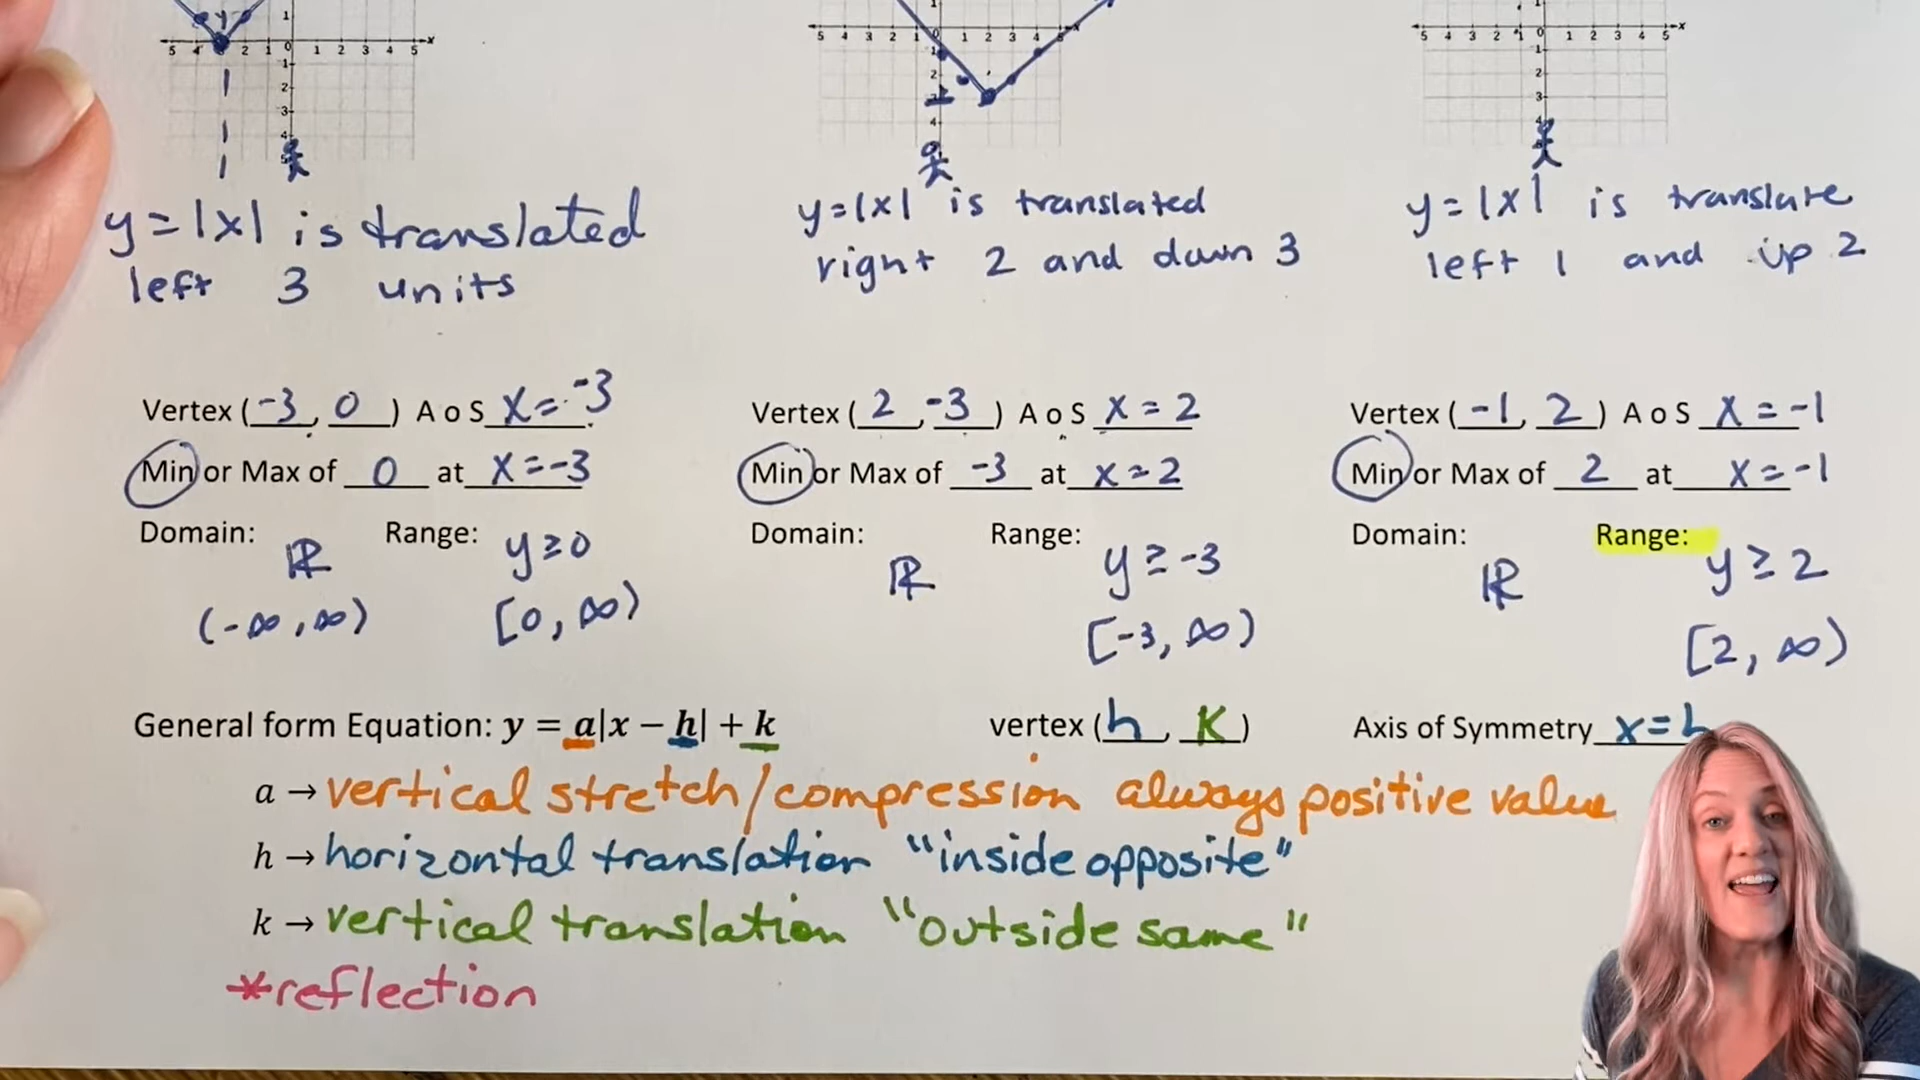 y=|x| is translated
left 3 units
y=|x| is translated
right 2 and down 3
y=|x| is translate
left 1 and up 2
Vertex (-3, 0) A o S x=-3
Min or Max of 0 at x=-3
Domain: ℝ Range: y≥0
(-∞,∞) [0,∞)
Vertex (2, -3) A o S x=2
Min or Max of -3 at x=2
Domain: ℝ Range: y≥-3
[-3,∞)
Vertex (-1, 2) A o S x=-1
Min or Max of 2 at x=-1
Domain: ℝ Range: y≥2
[2,∞)
General form Equation: y = a|x − h| + k vertex (h, K) Axis of Symmetry x=h
a → vertical stretch/compression always positive value
h → horizontal translation "inside opposite"
k → vertical translation "outside same"
*reflection